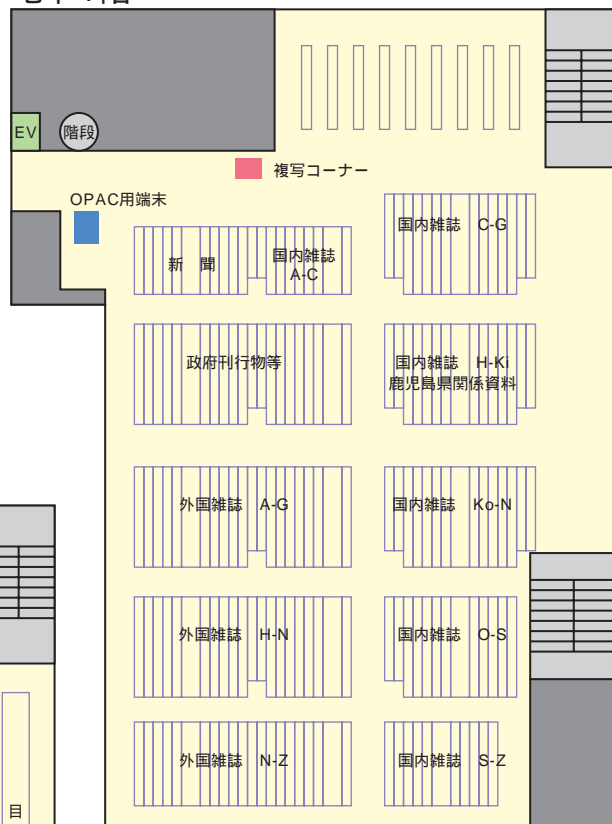 EV
階段
複写コーナー
OPAC用端末
国内雑誌 C-G
新 聞
国内雑誌
A-C
政府刊行物等
国内雑誌 H-Ki
鹿児島県関係資料
外国雑誌 A-G
国内雑誌 Ko-N
外国雑誌 H-N
国内雑誌 O-S
外国雑誌 N-Z
国内雑誌 S-Z
目